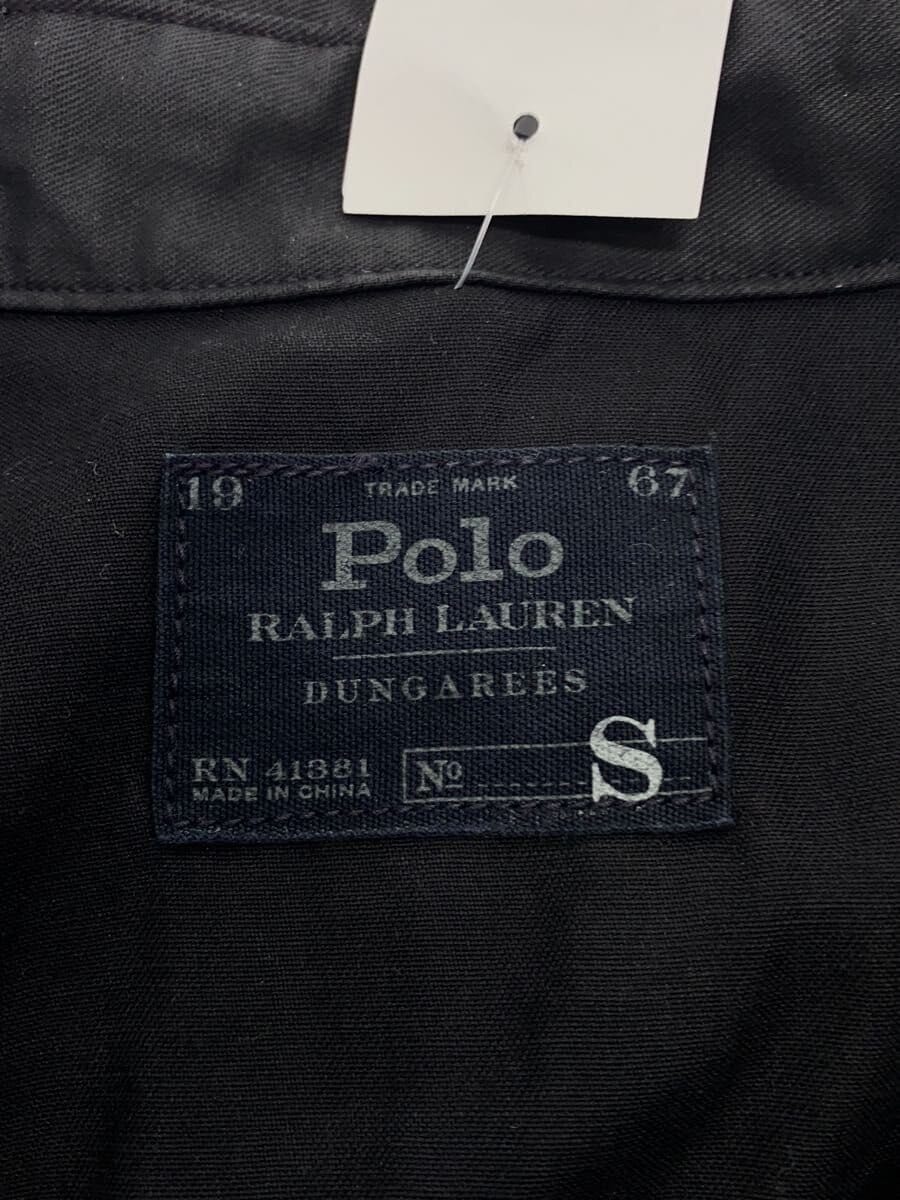 19 TRADE MARK 67
Polo
RALPH LAUREN
DUNGAREES
RN 41381
MADE IN CHINA
No S